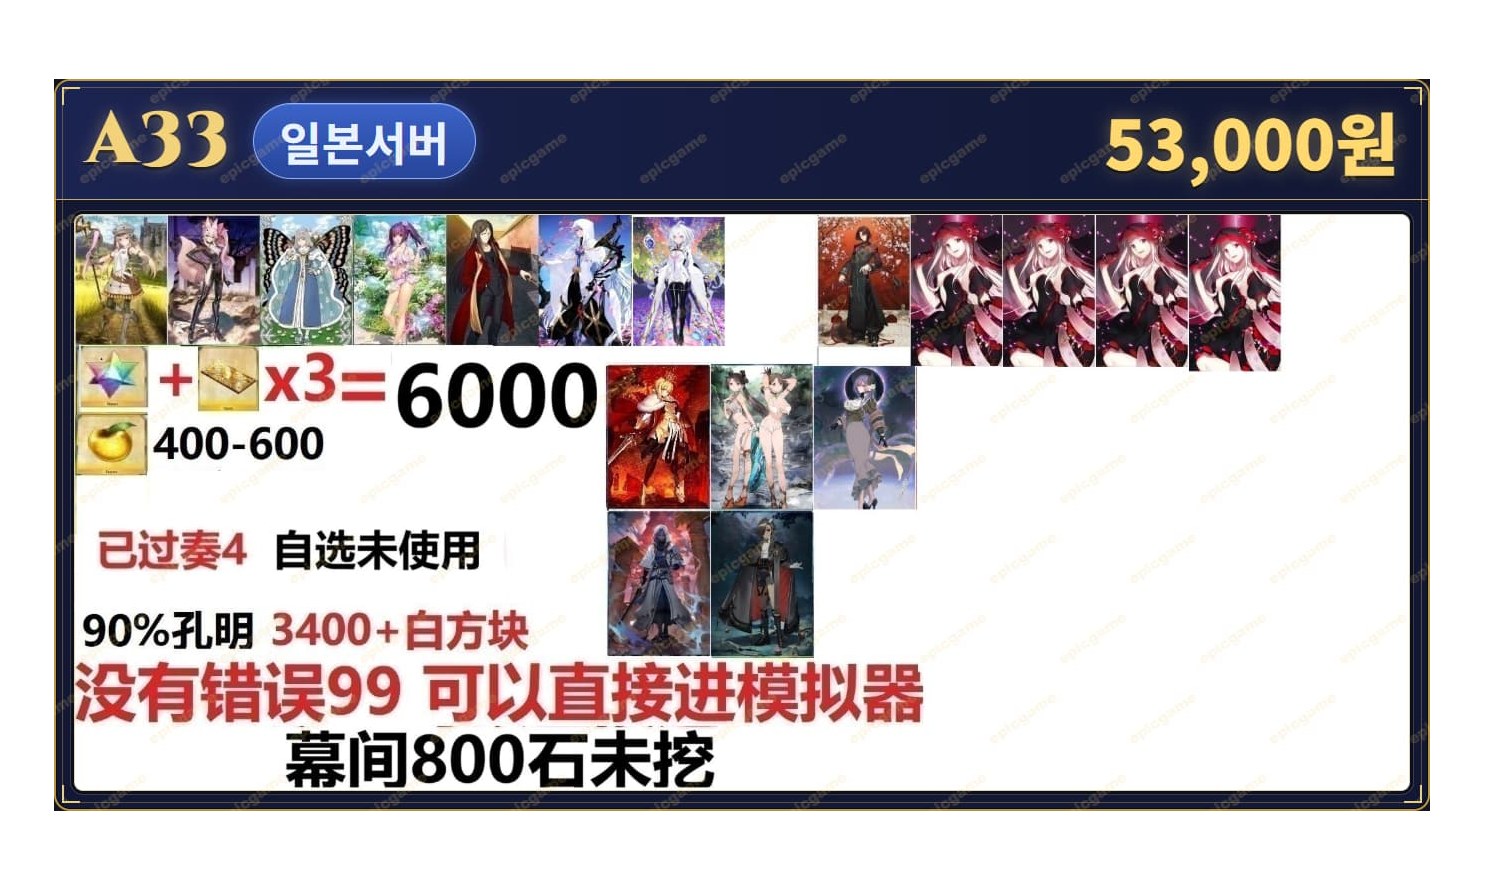 A33 일본서버 53,000원
+ x3= 6000
400-600
已过奏4 自选未使用
90%孔明 3400+白方块
没有错误99 可以直接进模拟器
幕间800石未挖
epicgame